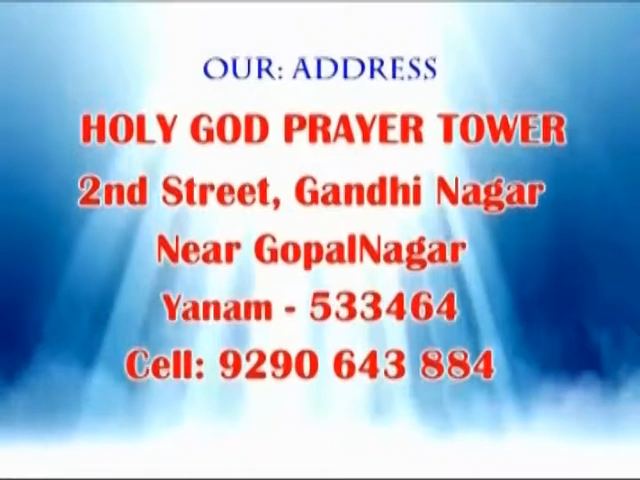 OUR: ADDRESS
HOLY GOD PRAYER TOWER
2nd Street, Gandhi Nagar
Near GopalNagar
Yanam - 533464
Cell: 9290 643 884